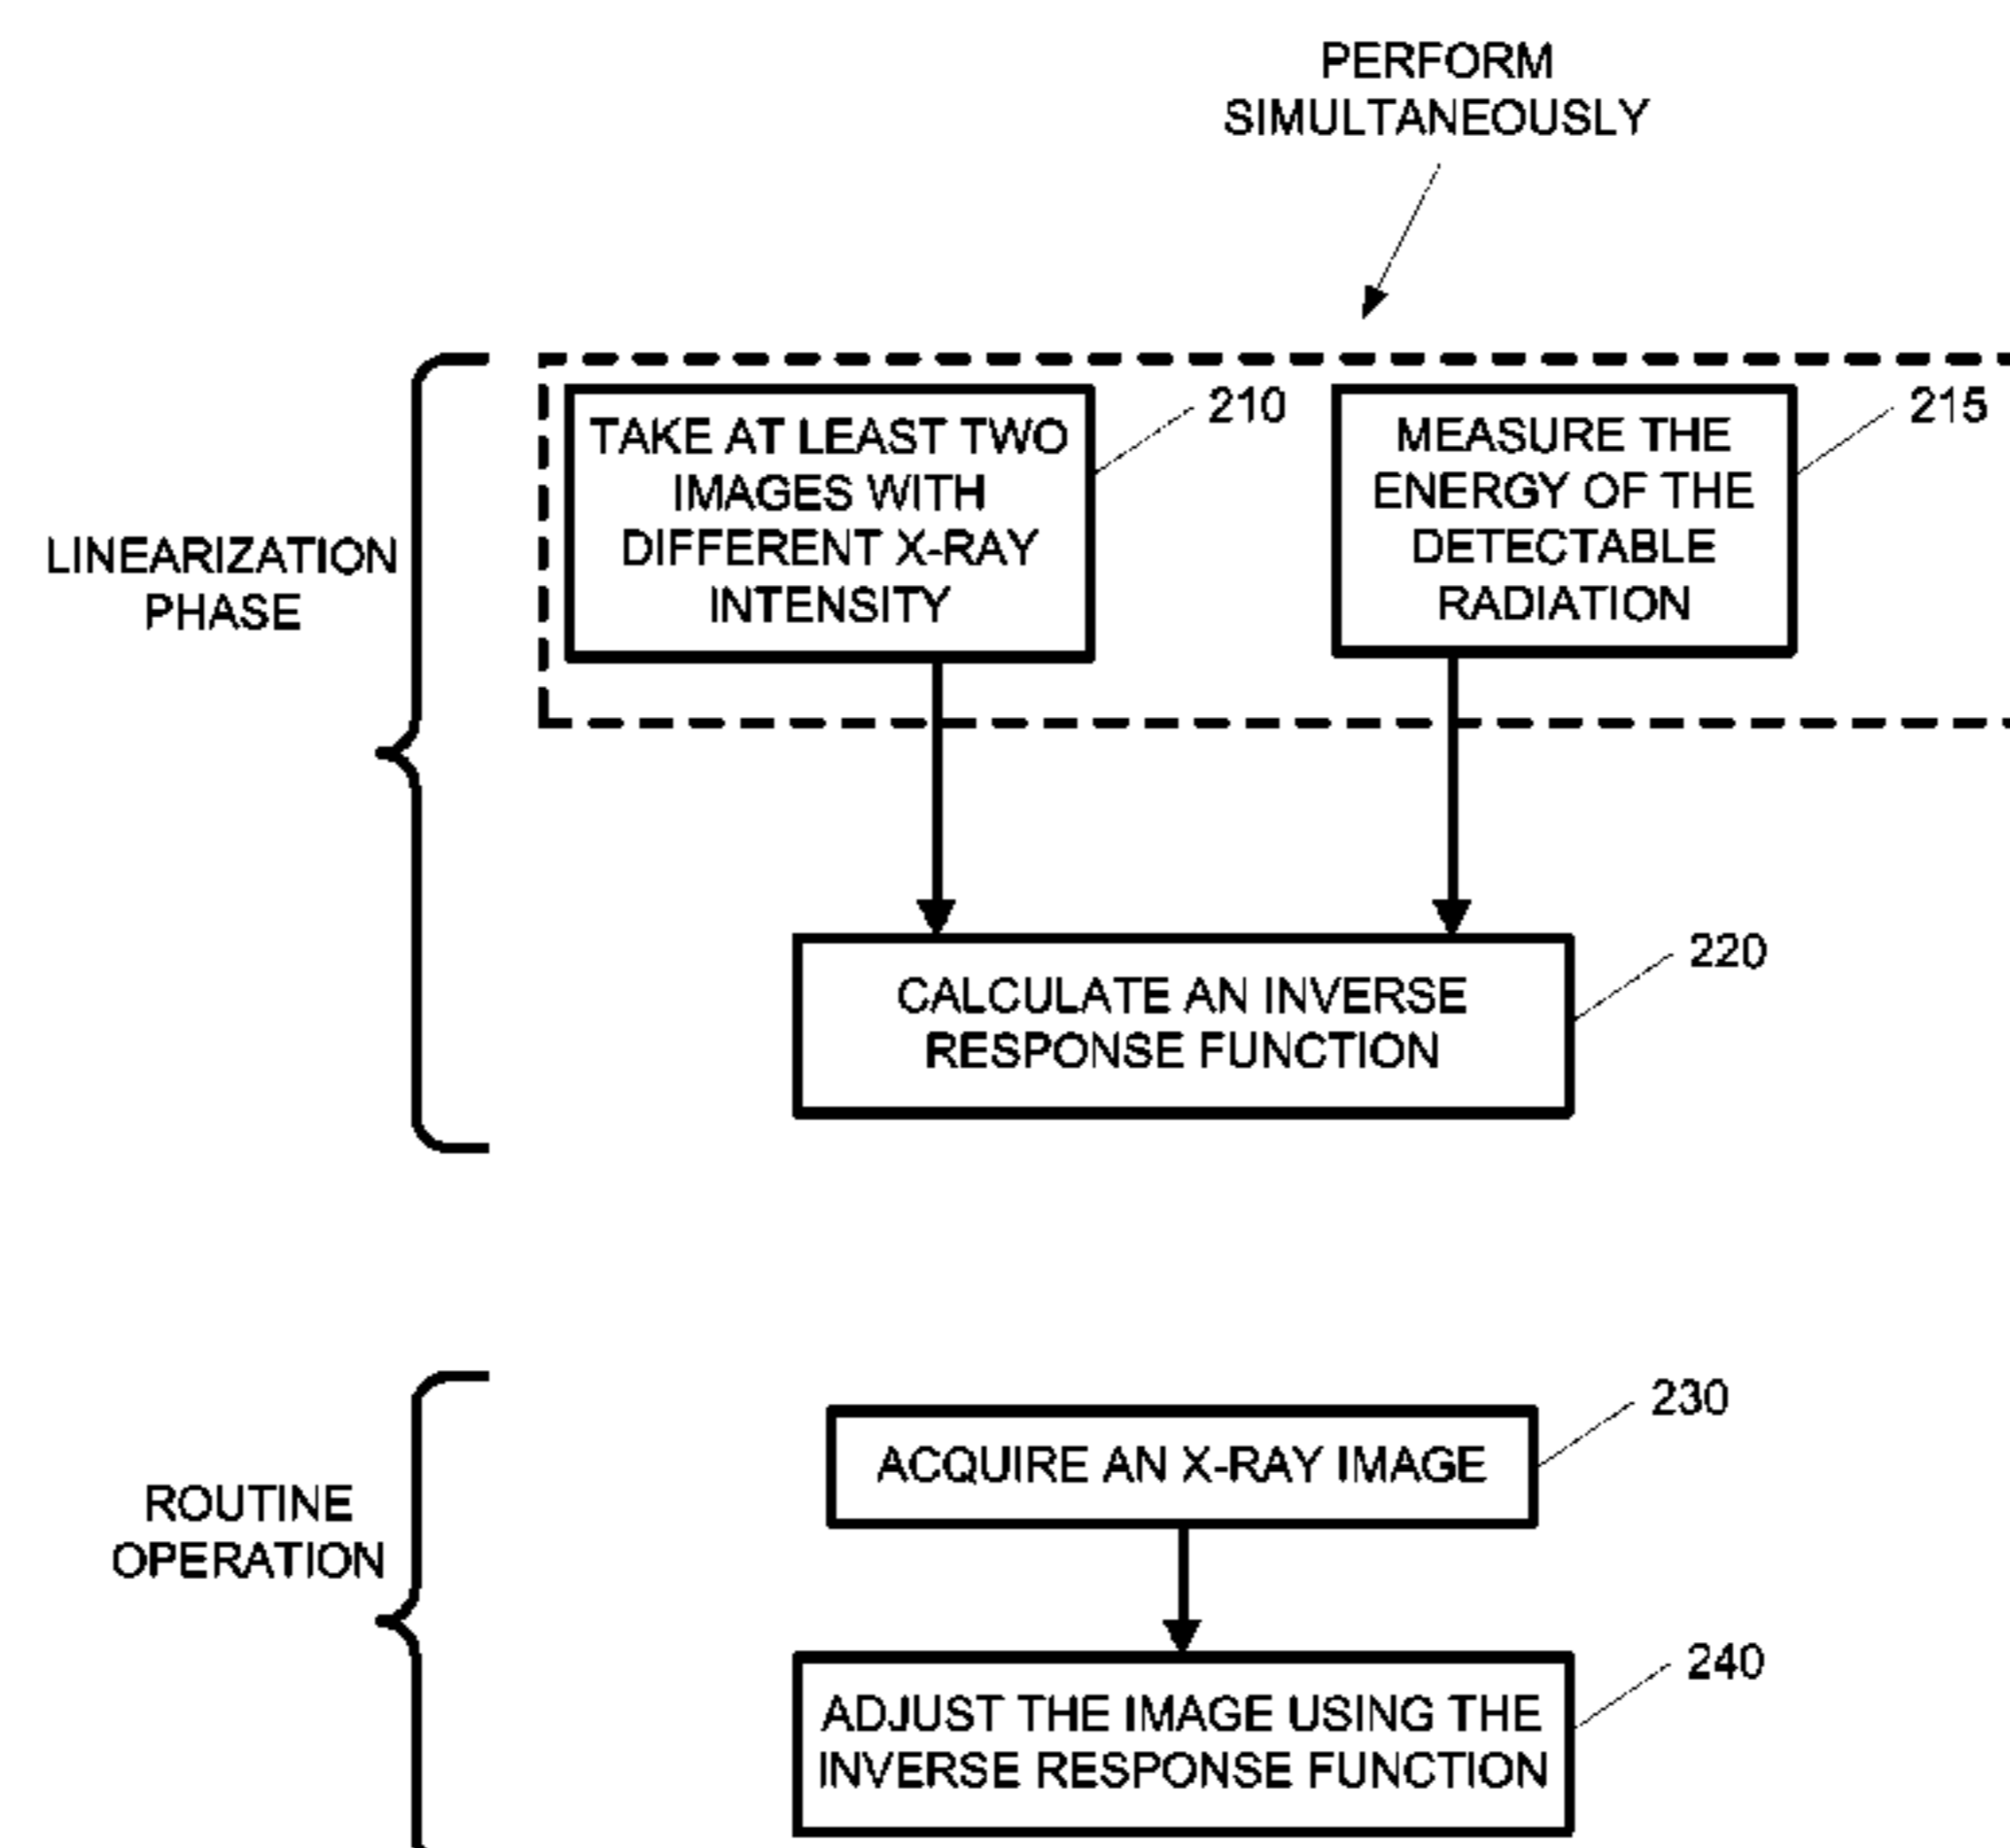 PERFORM
SIMULTANEOUSLY
LINEARIZATION
PHASE
TAKE AT LEAST TWO
IMAGES WITH
DIFFERENT X-RAY
INTENSITY
210
MEASURE THE
ENERGY OF THE
DETECTABLE
RADIATION
215
CALCULATE AN INVERSE
RESPONSE FUNCTION
220
ROUTINE
OPERATION
ACQUIRE AN X-RAY IMAGE
230
ADJUST THE IMAGE USING THE
INVERSE RESPONSE FUNCTION
240